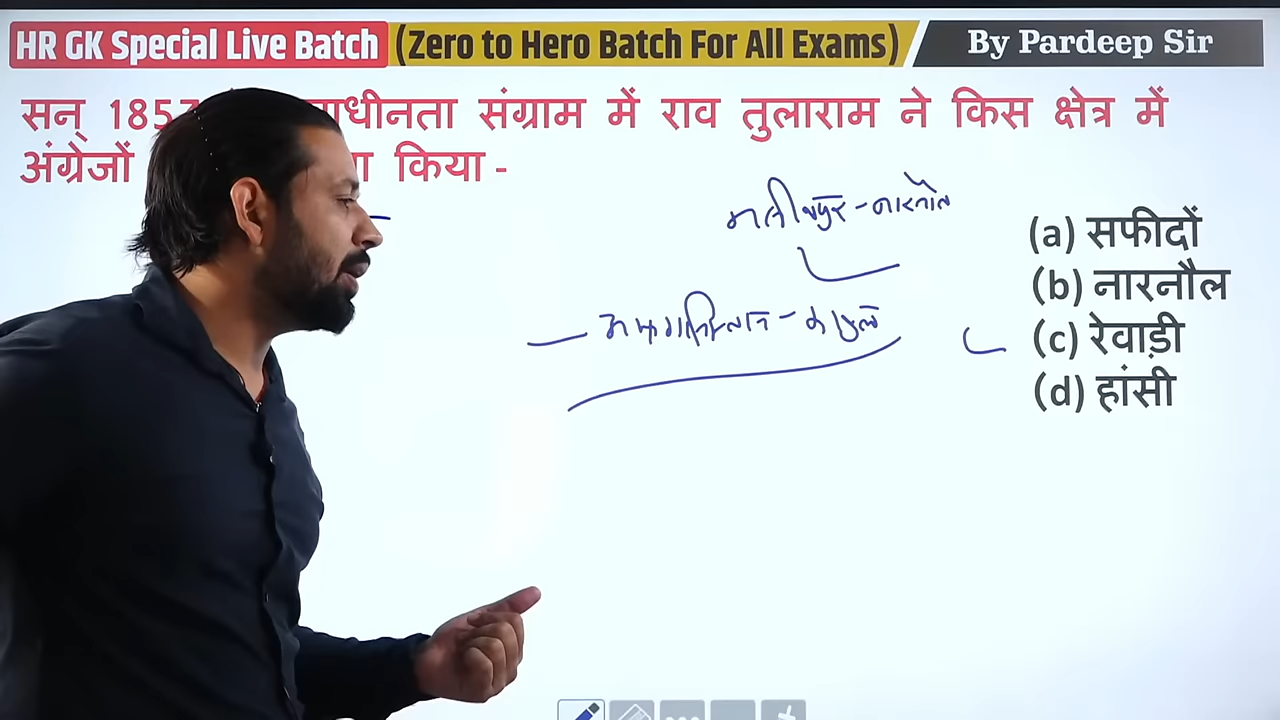 HR GK Special Live Batch (Zero to Hero Batch For All Exams) By Pardeep Sir
सन् 185 ाधीनता संग्राम में राव तुलाराम ने किस क्षेत्र में
अंग्रेजों किया -
(a) सफीदों
(b) नारनौल
(c) रेवाड़ी
(d) हांसी